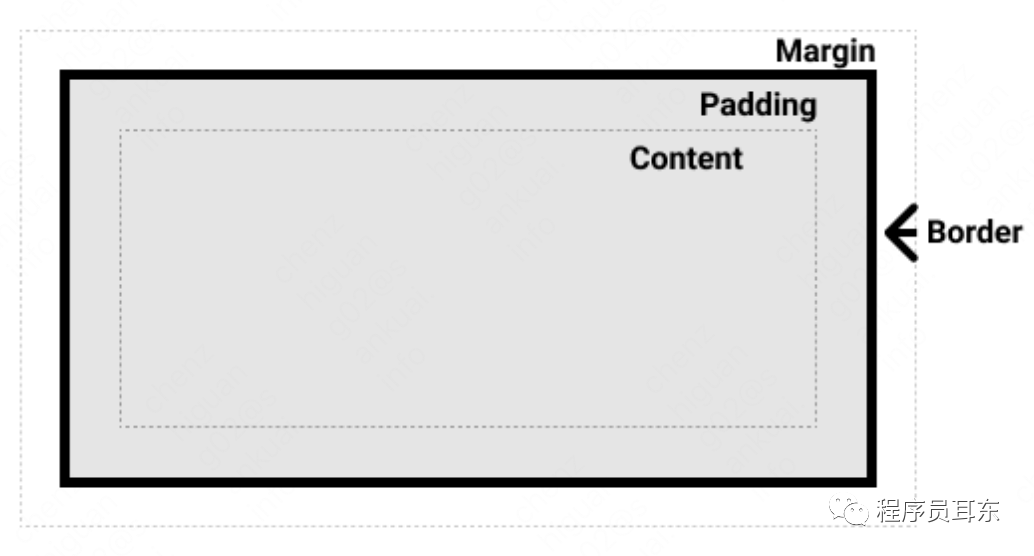 Margin
Padding
Content
Border
程序员耳东